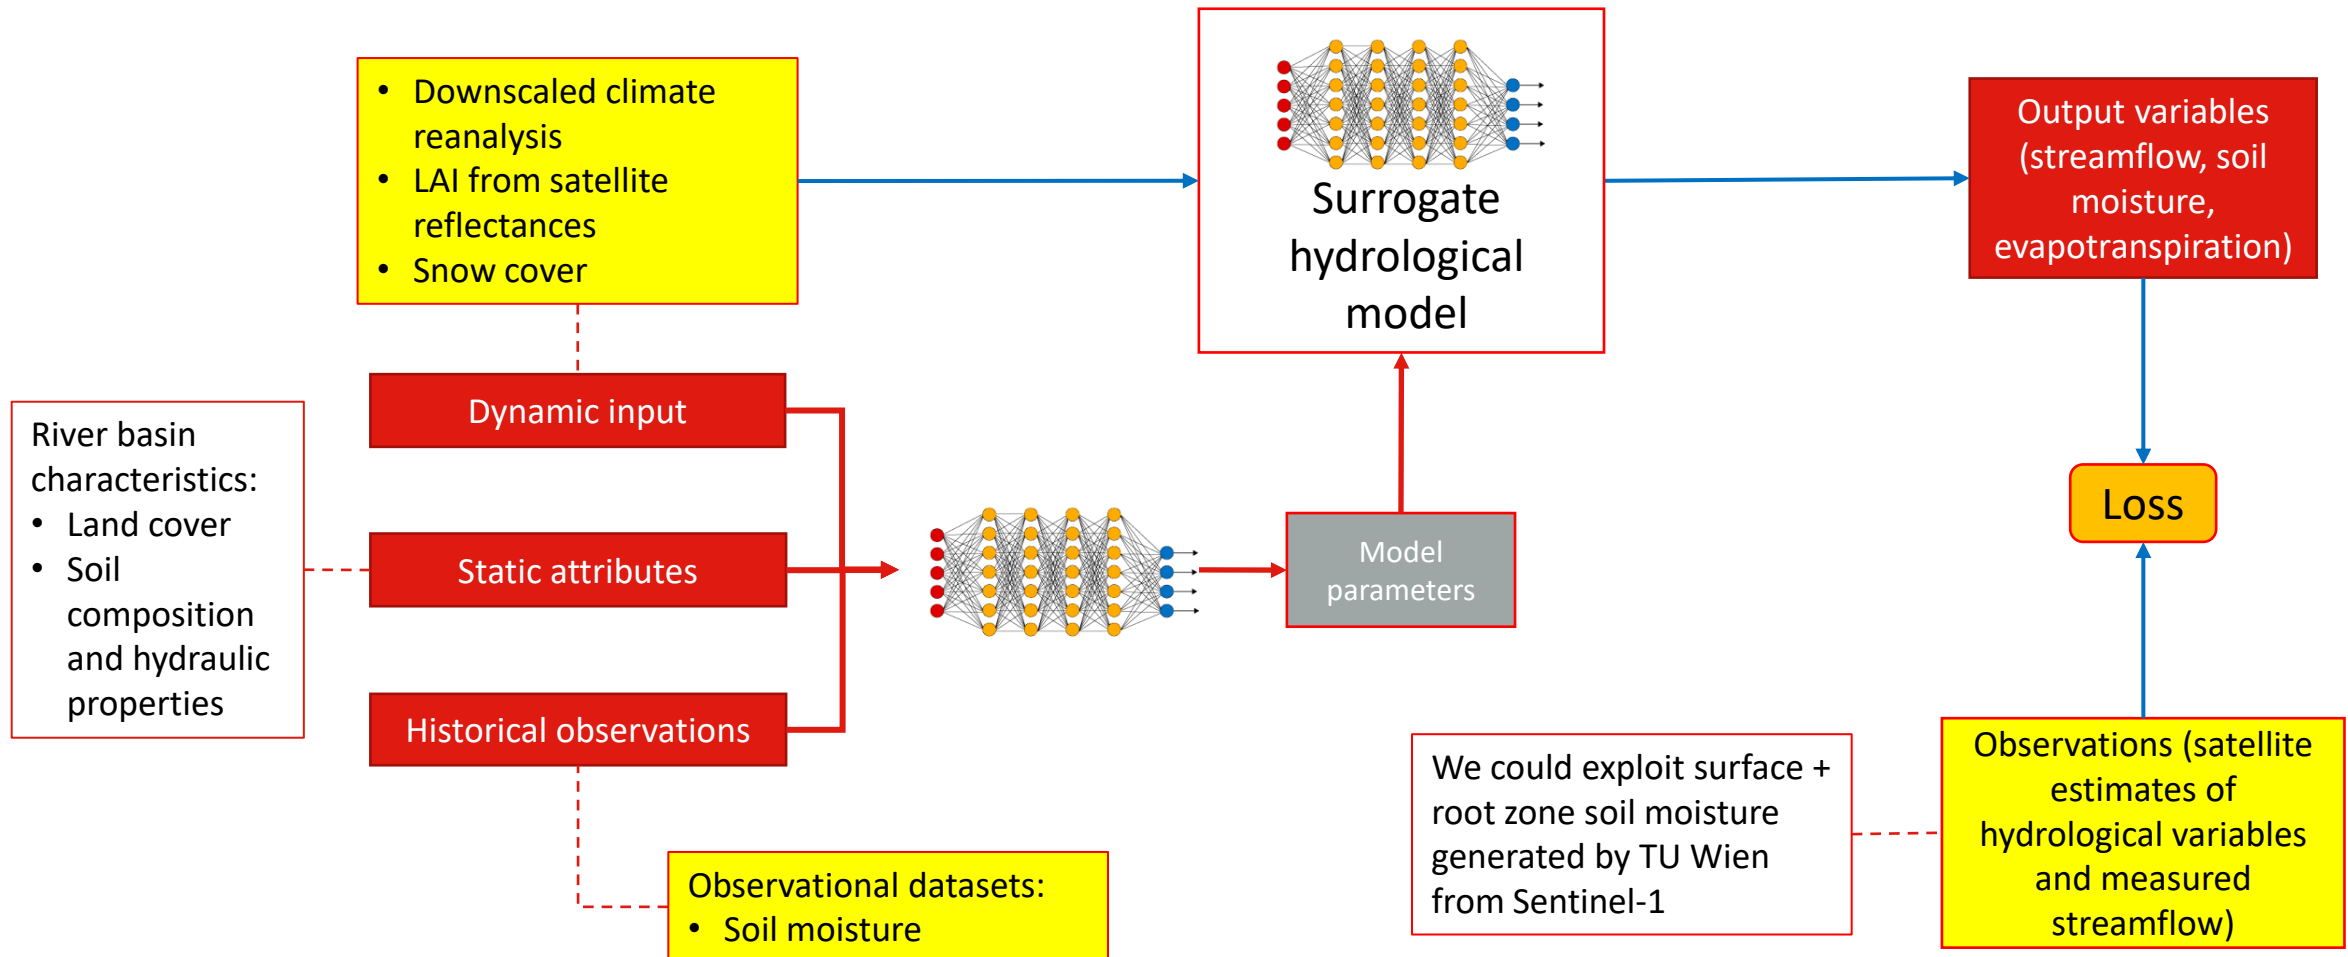 • Downscaled climate
reanalysis
• LAI from satellite
reflectances
• Snow cover
Surrogate
hydrological
model
Output variables
(streamflow, soil
moisture,
evapotranspiration)
Dynamic input
River basin
characteristics:
• Land cover
• Soil
composition
and hydraulic
properties
Static attributes
Historical observations
Model
parameters
Loss
Observational datasets:
• Soil moisture
We could exploit surface +
root zone soil moisture
generated by TU Wien
from Sentinel-1
Observations (satellite
estimates of
hydrological variables
and measured
streamflow)